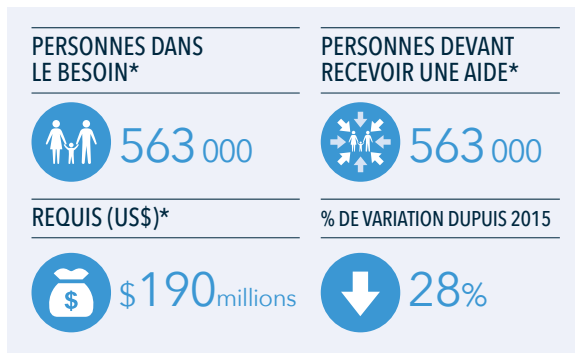 PERSONNES DANS
LE BESOIN*
563 000
PERSONNES DEVANT
RECEVOIR UNE AIDE*
563 000
REQUIS (US$)*
$
$190millions
% DE VARIATION DUPUIS 2015
28%